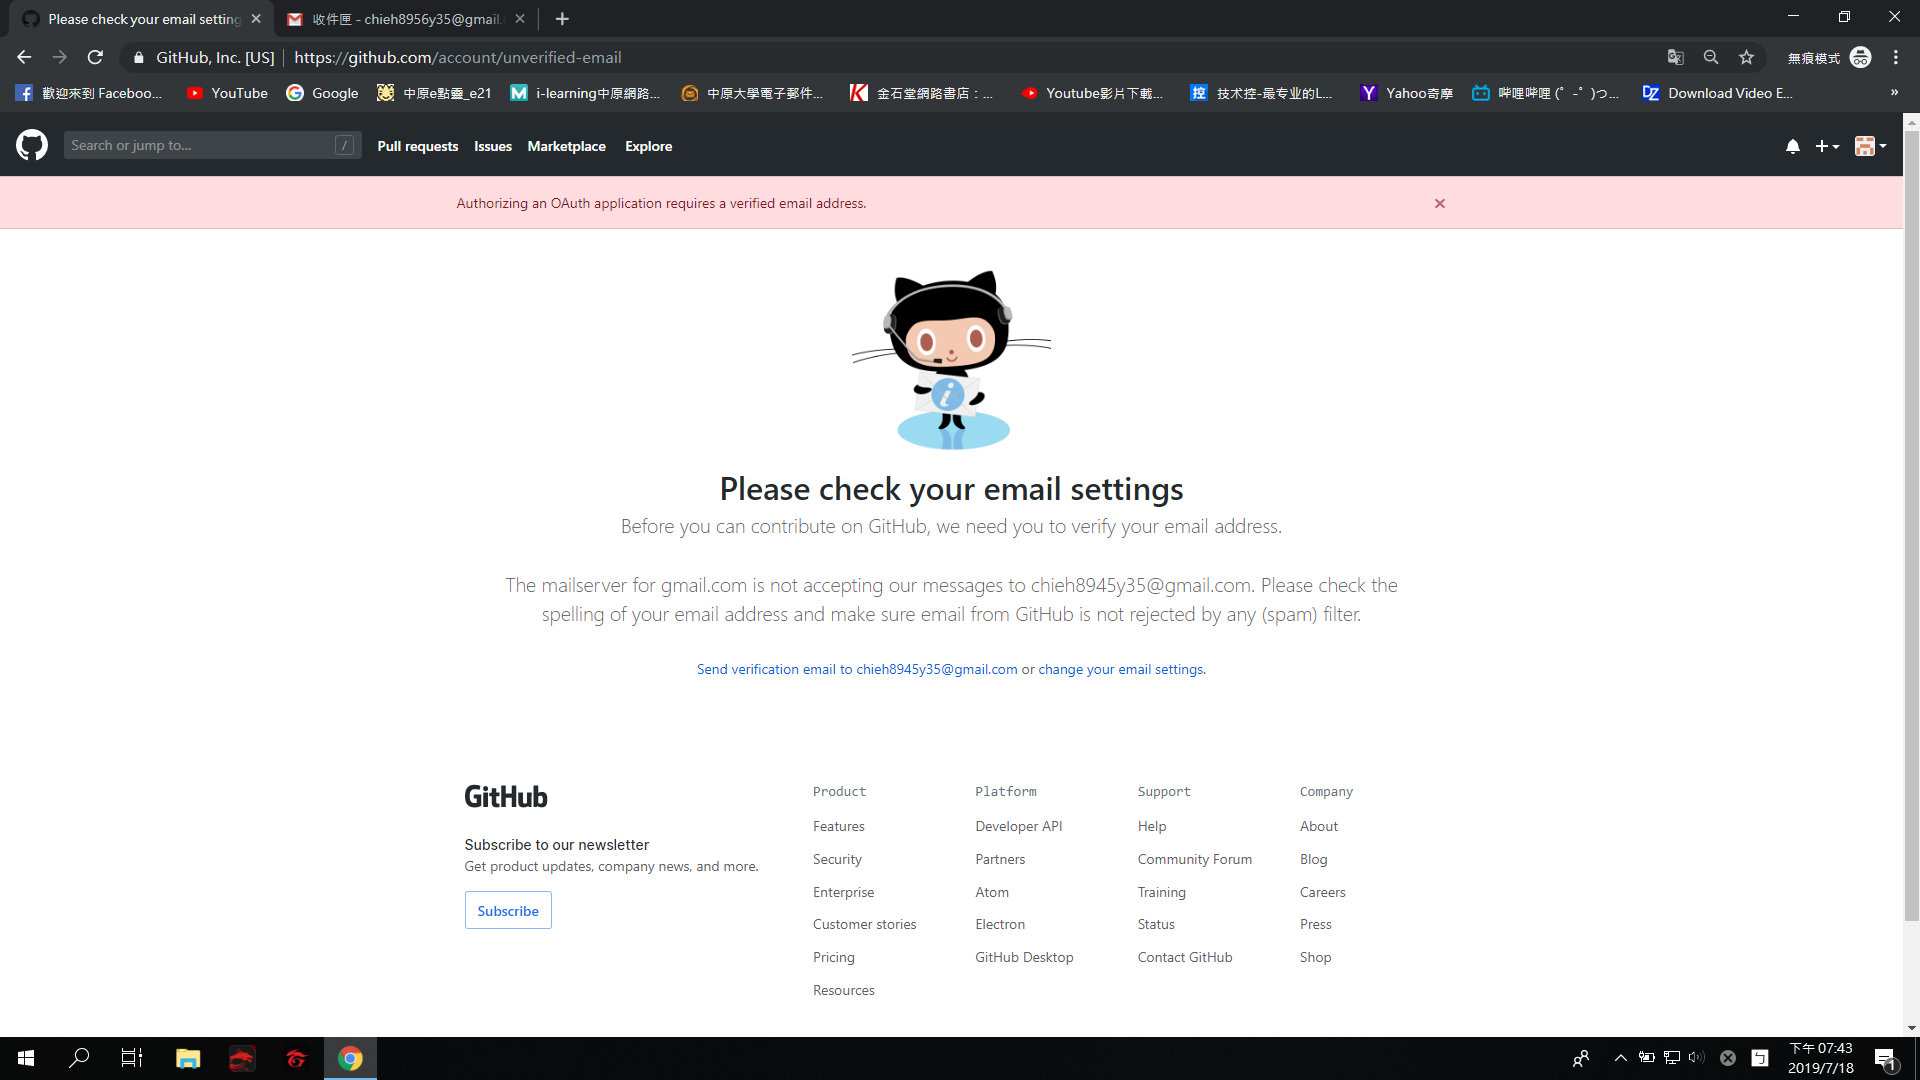 Please check your email setting
收件匣 - chieh8956y35@gmail.
GitHub, Inc. [US]
https://github.com/account/unverified-email
無痕模式
歡迎來到 Faceboo...
YouTube
Google
中原e點靈_e21
i-learning中原網路...
中原大學電子郵件...
金石堂網路書店：...
Youtube影片下載...
技术控-最专业的L...
Yahoo奇摩
哔哩哔哩 (゜-゜)つ...
Download Video E...
»
Search or jump to...
/
Pull requests
Issues
Marketplace
Explore
Authorizing an OAuth application requires a verified email address.
Please check your email settings
Before you can contribute on GitHub, we need you to verify your email address.
The mailserver for gmail.com is not accepting our messages to chieh8945y35@gmail.com. Please check the
spelling of your email address and make sure email from GitHub is not rejected by any (spam) filter.
Send verification email to chieh8945y35@gmail.com or change your email settings.
GitHub
Subscribe to our newsletter
Get product updates, company news, and more.
Subscribe
Product
Features
Security
Enterprise
Customer stories
Pricing
Resources
Platform
Developer API
Partners
Atom
Electron
GitHub Desktop
Support
Help
Community Forum
Training
Status
Contact GitHub
Company
About
Blog
Careers
Press
Shop
下午 07:43
2019/7/18
1